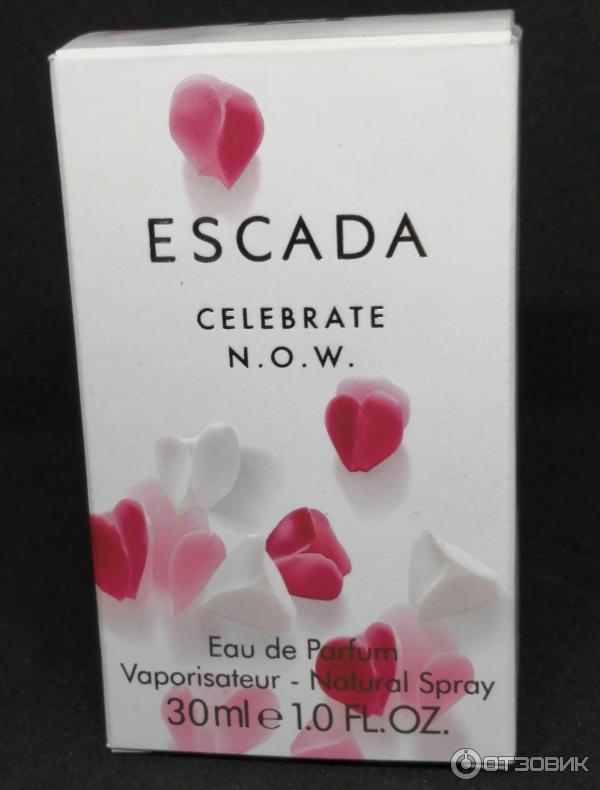 ESCADA
CELEBRATE
N.O.W.
Eau de Parfum
Vaporisateur - Natural Spray
30ml e 1.0 FL.OZ.
ОТЗОВИК